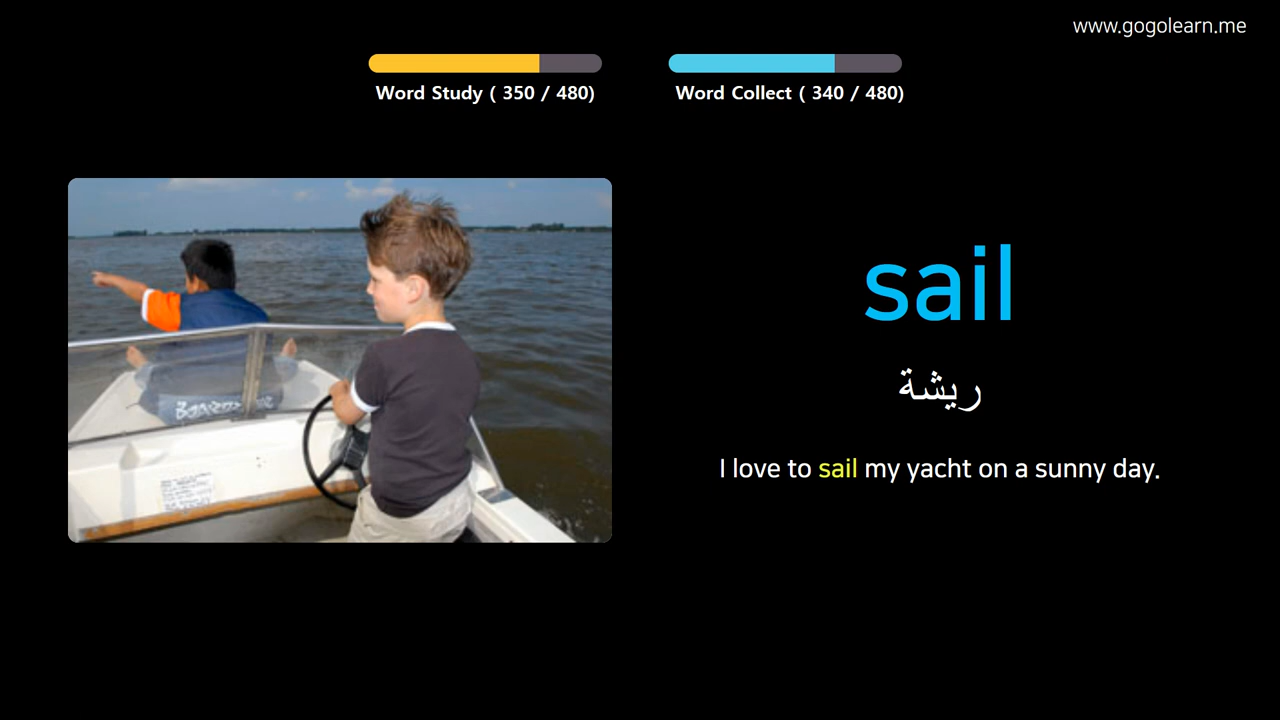 www.gogolearn.me
Word Study ( 350 / 480)
Word Collect ( 340 / 480)
sail
ريشة
I love to sail my yacht on a sunny day.